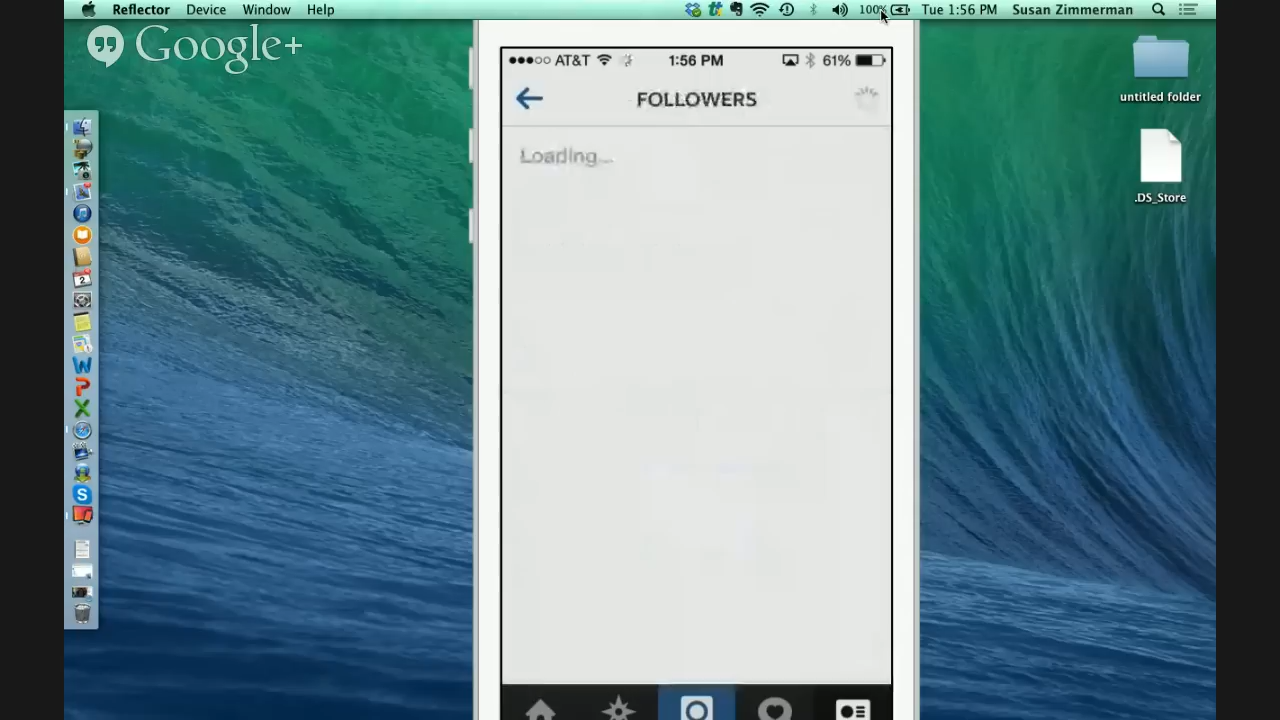 Reflector Device Window Help 100% Tue 1:56 PM Susan Zimmerman
Google+
AT&T 1:56 PM 61%
FOLLOWERS
Loading...
untitled folder
.DS_Store
2
W
P
X
S